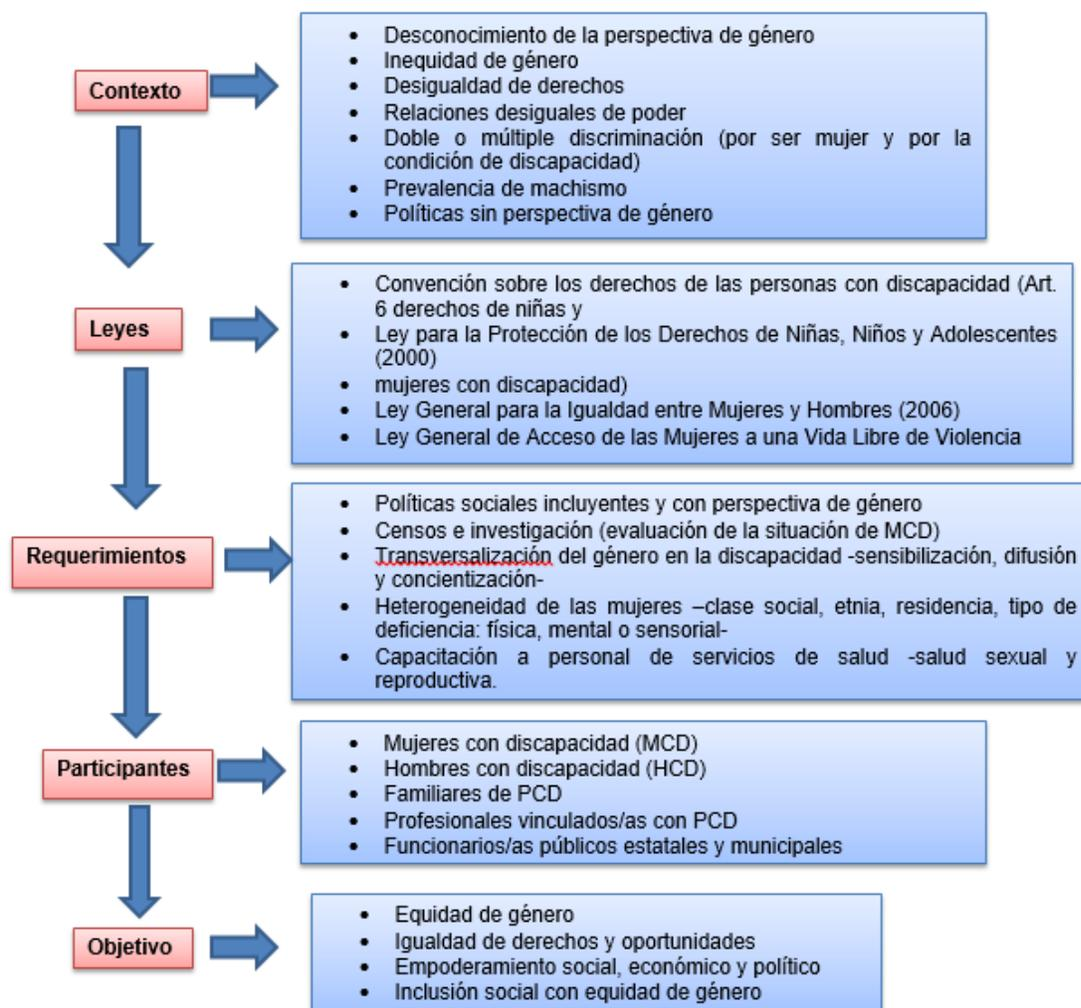 Contexto
• Desconocimiento de la perspectiva de género
• Inequidad de género
• Desigualdad de derechos
• Relaciones desiguales de poder
• Doble o múltiple discriminación (por ser mujer y por la
condición de discapacidad)
• Prevalencia de machismo
• Políticas sin perspectiva de género
Leyes
• Convención sobre los derechos de las personas con discapacidad (Art.
6 derechos de niñas y
• Ley para la Protección de los Derechos de Niñas, Niños y Adolescentes
(2000)
• mujeres con discapacidad)
• Ley General para la Igualdad entre Mujeres y Hombres (2006)
• Ley General de Acceso de las Mujeres a una Vida Libre de Violencia
Requerimientos
• Políticas sociales incluyentes y con perspectiva de género
• Censos e investigación (evaluación de la situación de MCD)
• Transversalización del género en la discapacidad -sensibilización, difusión
y concientización-
• Heterogeneidad de las mujeres –clase social, etnia, residencia, tipo de
deficiencia: física, mental o sensorial-
• Capacitación a personal de servicios de salud -salud sexual y
reproductiva.
Participantes
• Mujeres con discapacidad (MCD)
• Hombres con discapacidad (HCD)
• Familiares de PCD
• Profesionales vinculados/as con PCD
• Funcionarios/as públicos estatales y municipales
Objetivo
• Equidad de género
• Igualdad de derechos y oportunidades
• Empoderamiento social, económico y político
• Inclusión social con equidad de género